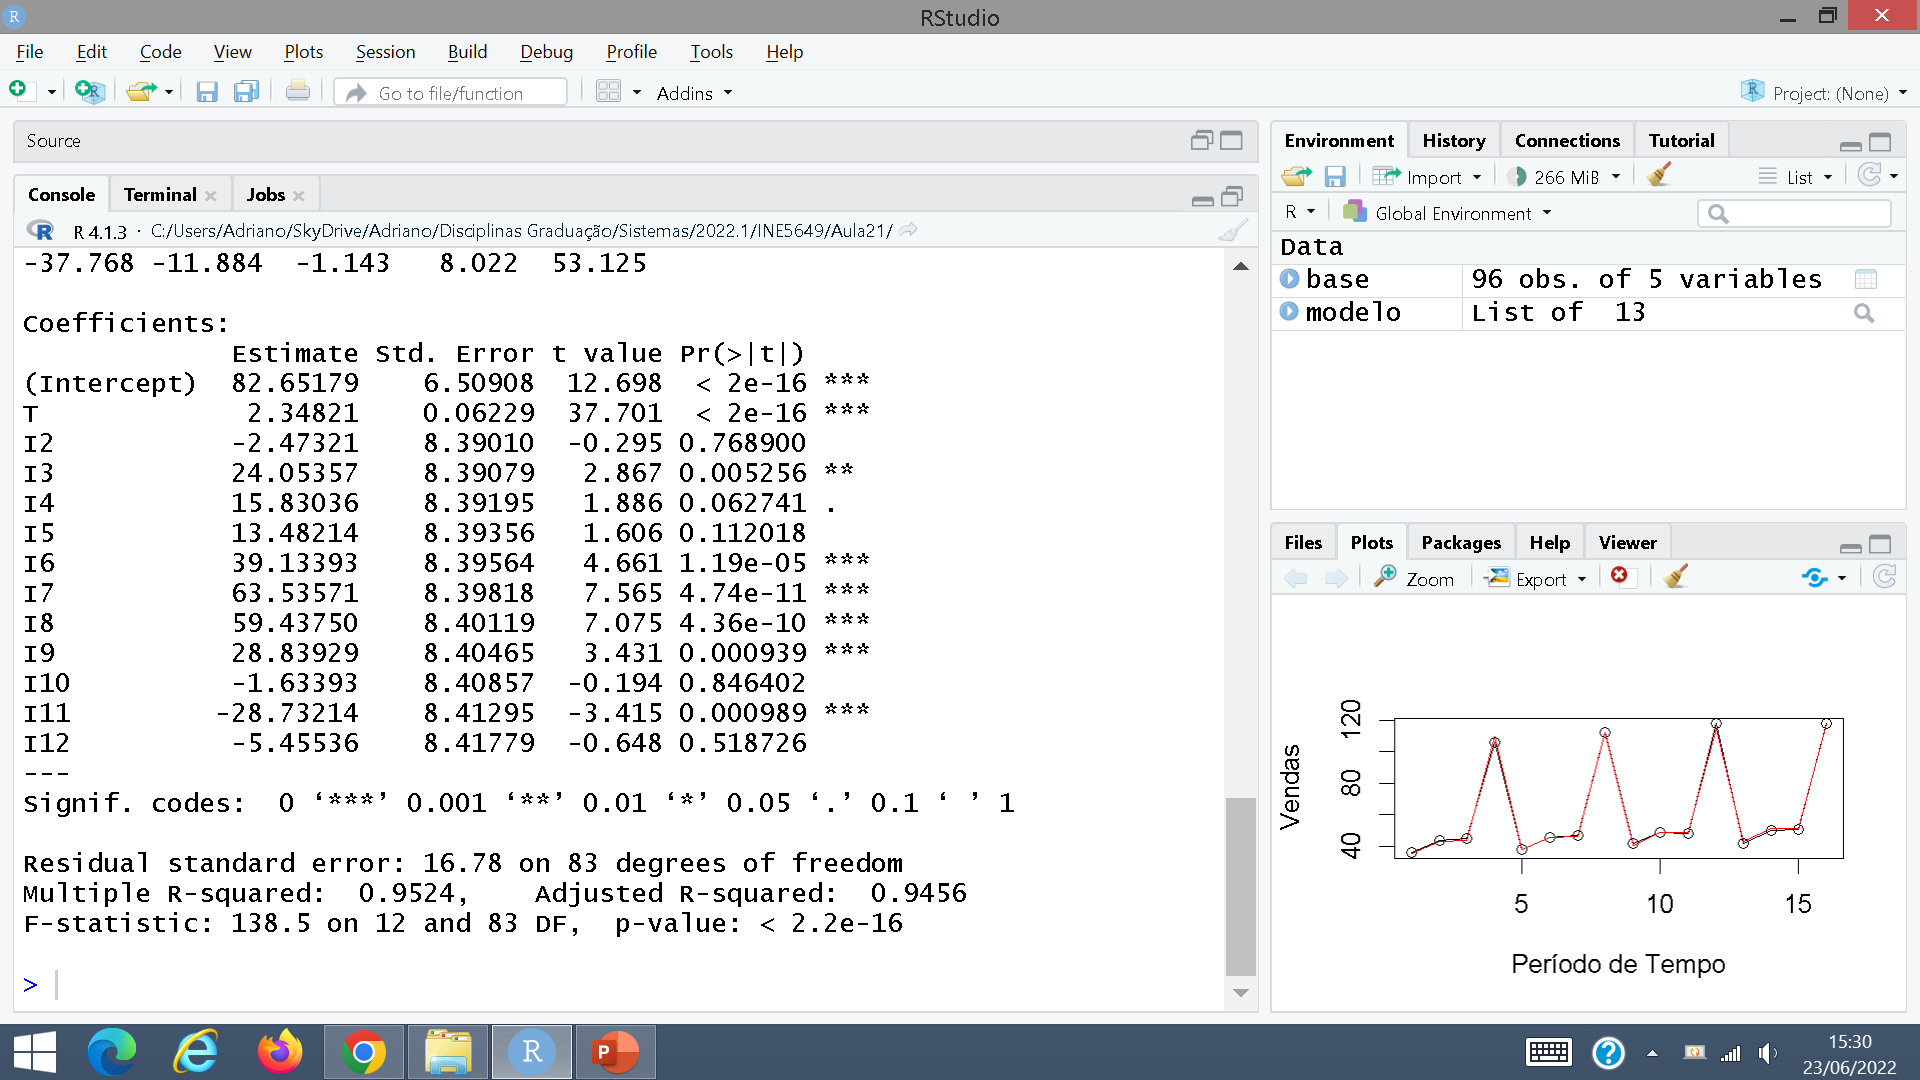 RStudio
File Edit Code View Plots Session Build Debug Profile Tools Help
Go to file/function Addins Project: (None)
Source
Console Terminal Jobs
R 4.1.3 · C:/Users/Adriano/SkyDrive/Adriano/Disciplinas Graduação/Sistemas/2022.1/INE5649/Aula21/
-37.768 -11.884  -1.143   8.022  53.125
Coefficients:
             Estimate Std. Error t value Pr(>|t|)
(Intercept)  82.65179    6.50908  12.698  < 2e-16 ***
T             2.34821    0.06229  37.701  < 2e-16 ***
I2           -2.47321    8.39010  -0.295 0.768900
I3           24.05357    8.39079   2.867 0.005256 **
I4           15.83036    8.39195   1.886 0.062741 .
I5           13.48214    8.39356   1.606 0.112018
I6           39.13393    8.39564   4.661 1.19e-05 ***
I7           63.53571    8.39818   7.565 4.74e-11 ***
I8           59.43750    8.40119   7.075 4.36e-10 ***
I9           28.83929    8.40465   3.431 0.000939 ***
I10          -1.63393    8.40857  -0.194 0.846402
I11         -28.73214    8.41295  -3.415 0.000989 ***
I12          -5.45536    8.41779  -0.648 0.518726
---
Signif. codes:  0 ‘***’ 0.001 ‘**’ 0.01 ‘*’ 0.05 ‘.’ 0.1 ‘ ’ 1
Residual standard error: 16.78 on 83 degrees of freedom
Multiple R-squared:  0.9524,    Adjusted R-squared:  0.9456
F-statistic: 138.5 on 12 and 83 DF,  p-value: < 2.2e-16
>
Environment History Connections Tutorial
Import 266 MiB List
R Global Environment
Data
base 96 obs. of 5 variables
modelo List of  13
Files Plots Packages Help Viewer
Zoom Export
120
80
40
Vendas
5 10 15
Período de Tempo
15:30
23/06/2022